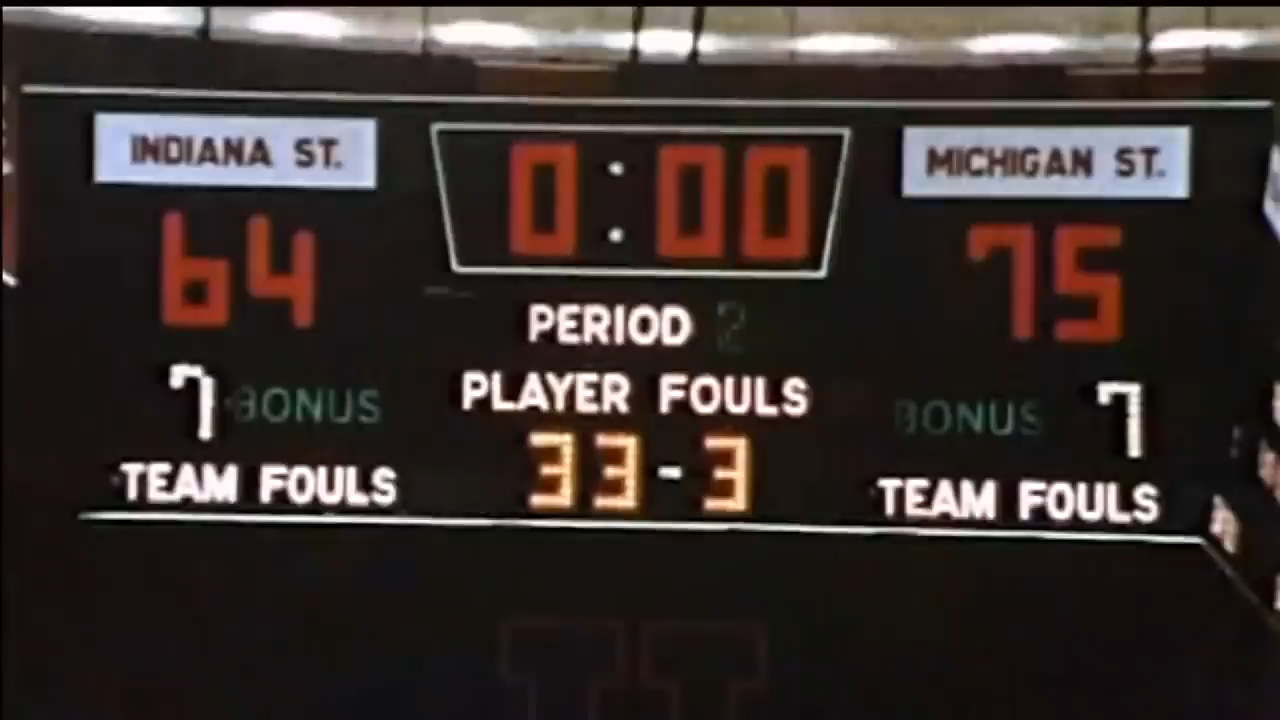 INDIANA ST. 0:00 MICHIGAN ST.
64 75
PERIOD 2
7 BONUS PLAYER FOULS BONUS 7
TEAM FOULS 33-3 TEAM FOULS